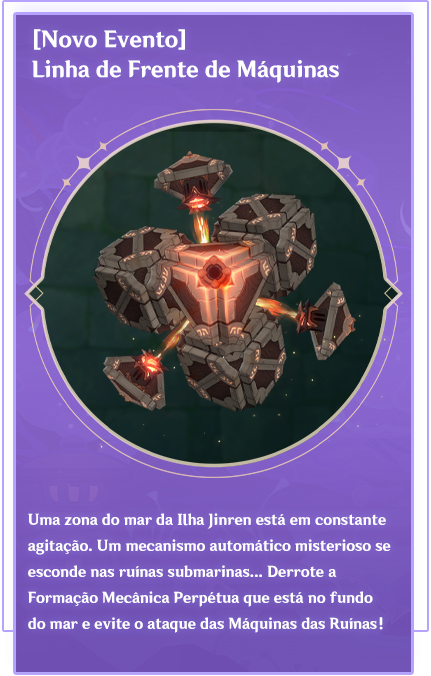 [Novo Evento]
Linha de Frente de Máquinas
Uma zona do mar da Ilha Jinren está em constante
agitação. Um mecanismo automático misterioso se
esconde nas ruínas submarinas... Derrote a
Formação Mecânica Perpétua que está no fundo
do mar e evite o ataque das Máquinas das Ruínas!